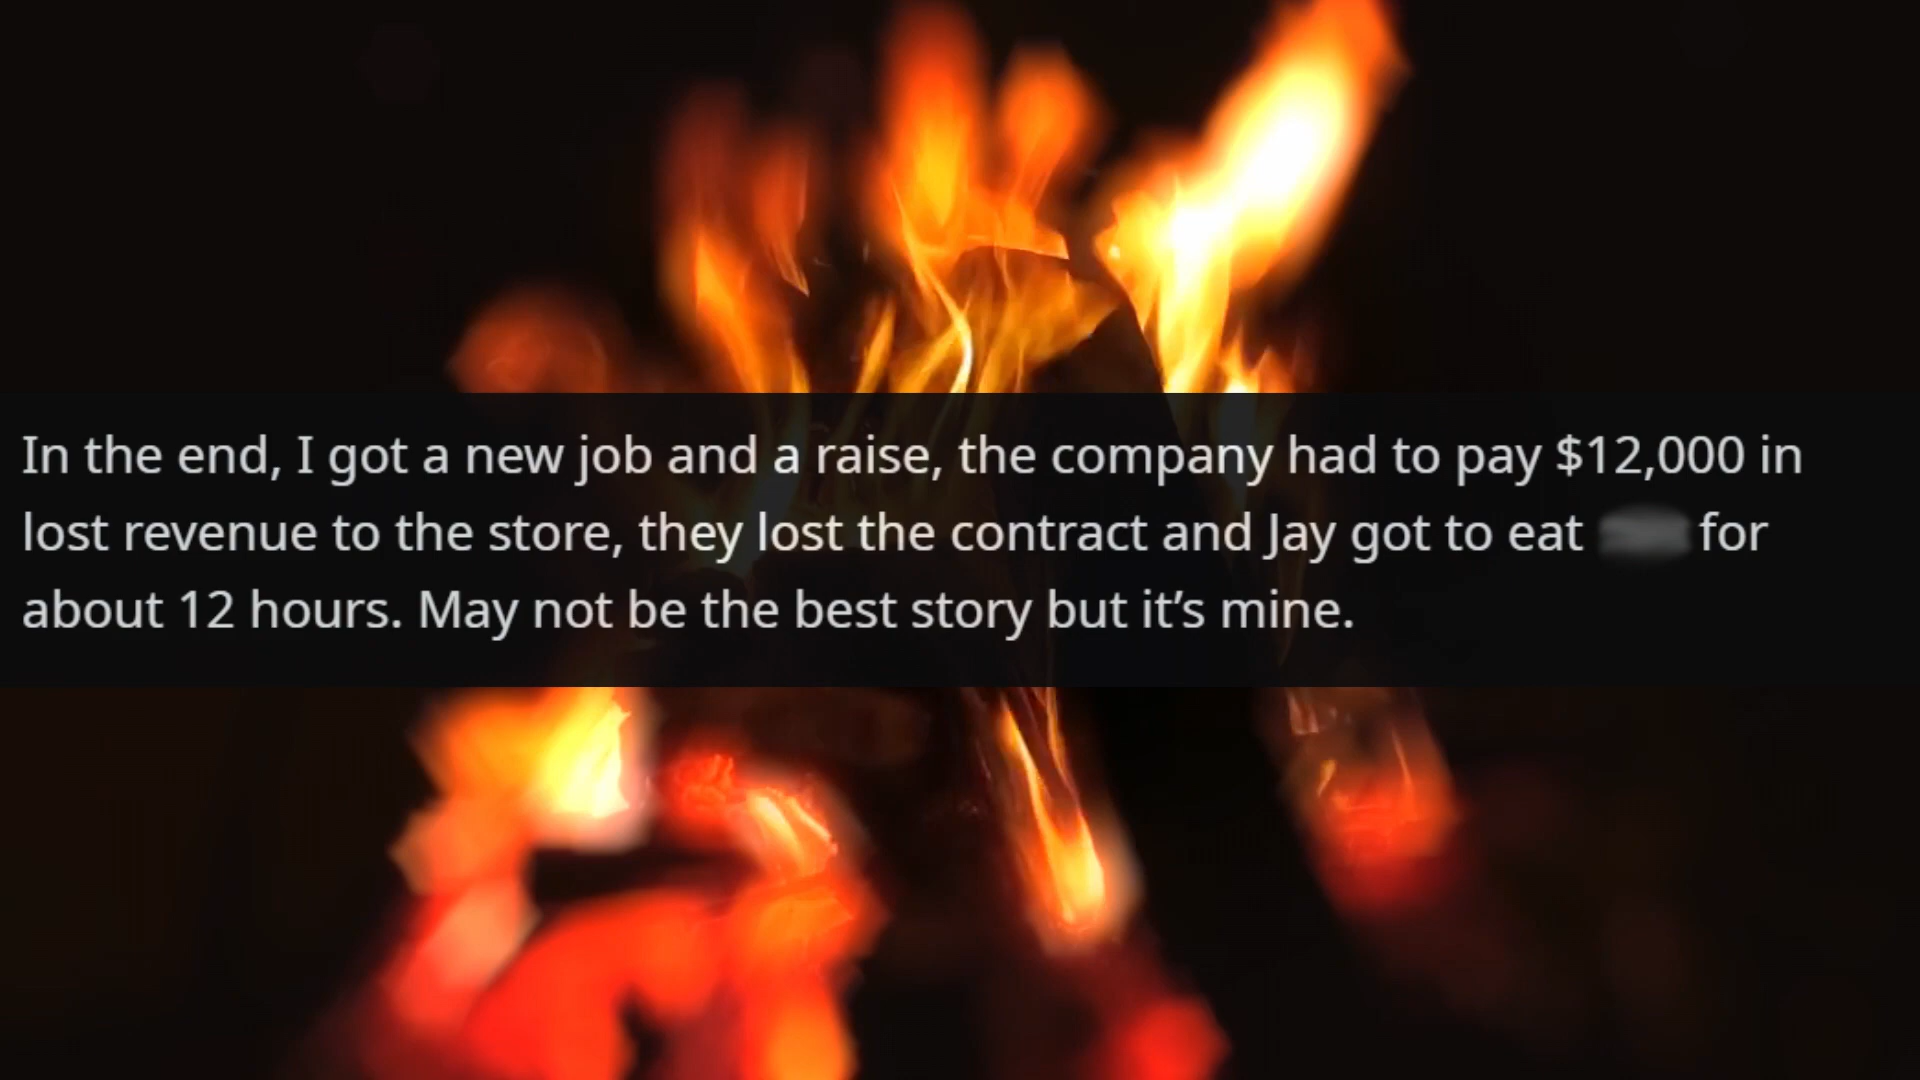 In the end, I got a new job and a raise, the company had to pay $12,000 in
lost revenue to the store, they lost the contract and Jay got to eat for
about 12 hours. May not be the best story but it’s mine.